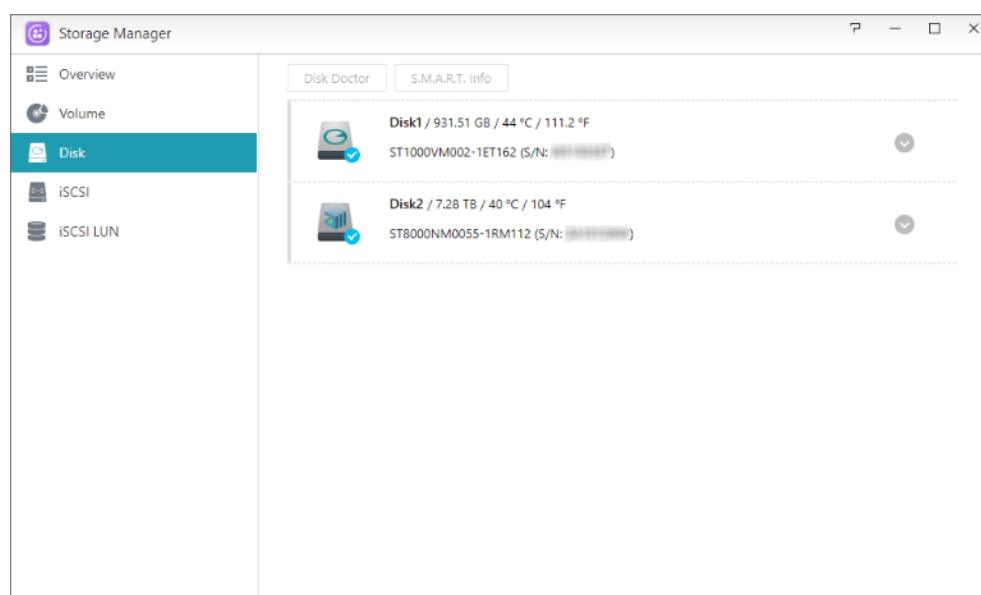 Storage Manager
Overview
Volume
Disk
iSCSI
iSCSI LUN
Disk Doctor
S.M.A.R.T. Info
Disk1 / 931.51 GB / 44 °C / 111.2 °F
ST1000VM002-1ET162 (S/N: )
Disk2 / 7.28 TB / 40 °C / 104 °F
ST8000NM0055-1RM112 (S/N: )